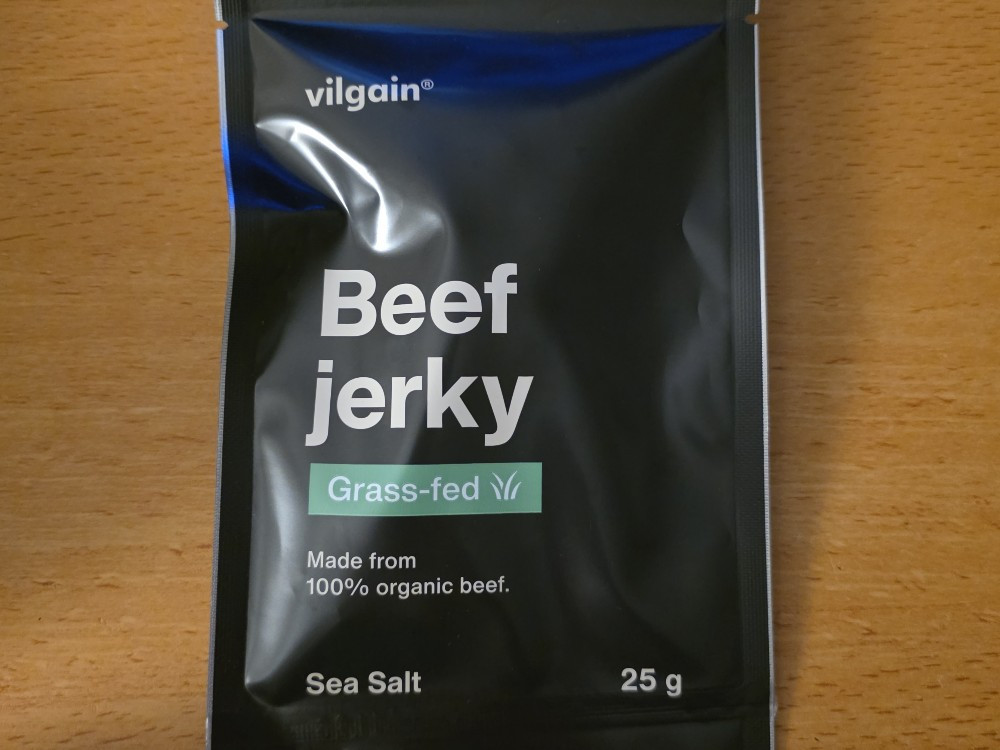 vilgain®
Beef
jerky
Grass-fed
Made from
100% organic beef.
Sea Salt
25 g